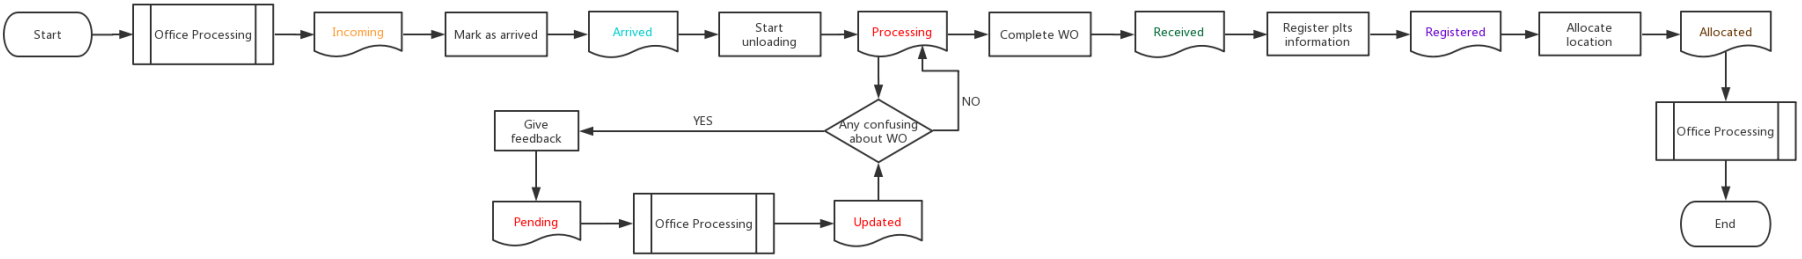 Start
Office Processing
Incoming
Mark as arrived
Arrived
Start
unloading
Processing
Complete WO
Received
Register plts
information
Registered
Allocate
location
Allocated
NO
Any confusing
about WO
YES
Give
feedback
Office Processing
Pending
Office Processing
Updated
End